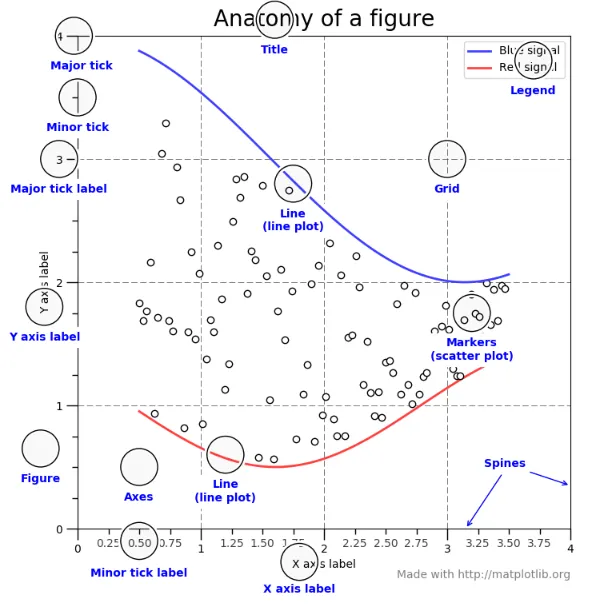 Anatomy of a figure
4
Blue signal
Red signal
Major tick
Title
Legend
Minor tick
3
Major tick label
Grid
Line
(line plot)
Y axis label
2
Y axis label
Markers
(scatter plot)
1
Spines
Figure
Axes
Line
(line plot)
0
0
0.25
0.50
0.75
1
1.25
1.50
1.75
2
2.25
2.50
2.75
3
3.25
3.50
3.75
4
Minor tick label
X axis label
X axis label
Made with http://matplotlib.org